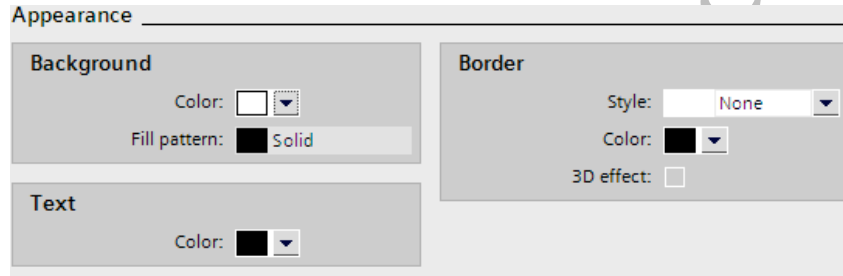 Appearance
Background
Color:
Fill pattern: Solid
Text
Color:
Border
Style: None
Color:
3D effect: